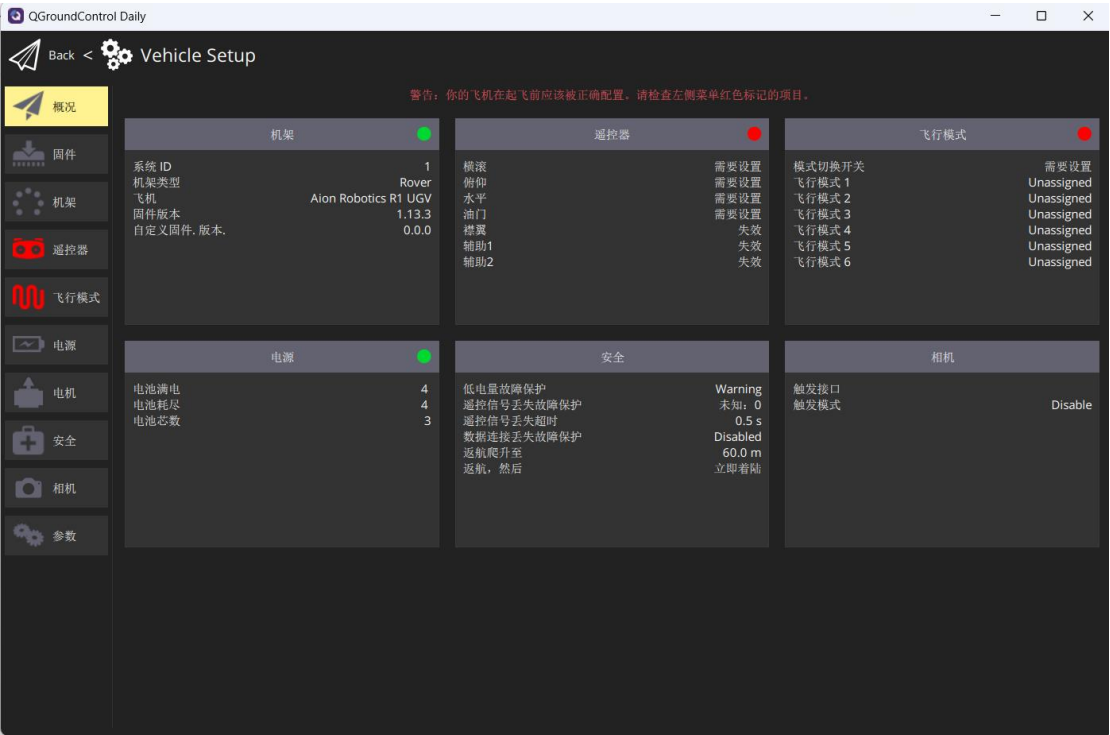 QGroundControl Daily
Back < Vehicle Setup
警告：你的飞机在起飞前应该被正确配置，请检查左侧菜单红色标记的项目。
概况
固件
机架
遥控器
飞行模式
电源
电机
安全
相机
参数
机架
系统 ID 1
机架类型 Rover
飞机 Aion Robotics R1 UGV
固件版本 1.13.3
自定义固件. 版本. 0.0.0
遥控器
横滚 需要设置
俯仰 需要设置
水平 需要设置
油门 需要设置
襟翼 失效
辅助1 失效
辅助2 失效
飞行模式
模式切换开关 需要设置
飞行模式 1 Unassigned
飞行模式 2 Unassigned
飞行模式 3 Unassigned
飞行模式 4 Unassigned
飞行模式 5 Unassigned
飞行模式 6 Unassigned
电源
电池满电 4
电池耗尽 4
电池芯数 3
安全
低电量故障保护 Warning
遥控信号丢失故障保护 未知：0
遥控信号丢失超时 0.5 s
数据连接丢失故障保护 Disabled
返航爬升至 60.0 m
返航，然后 立即着陆
相机
触发接口
触发模式 Disable